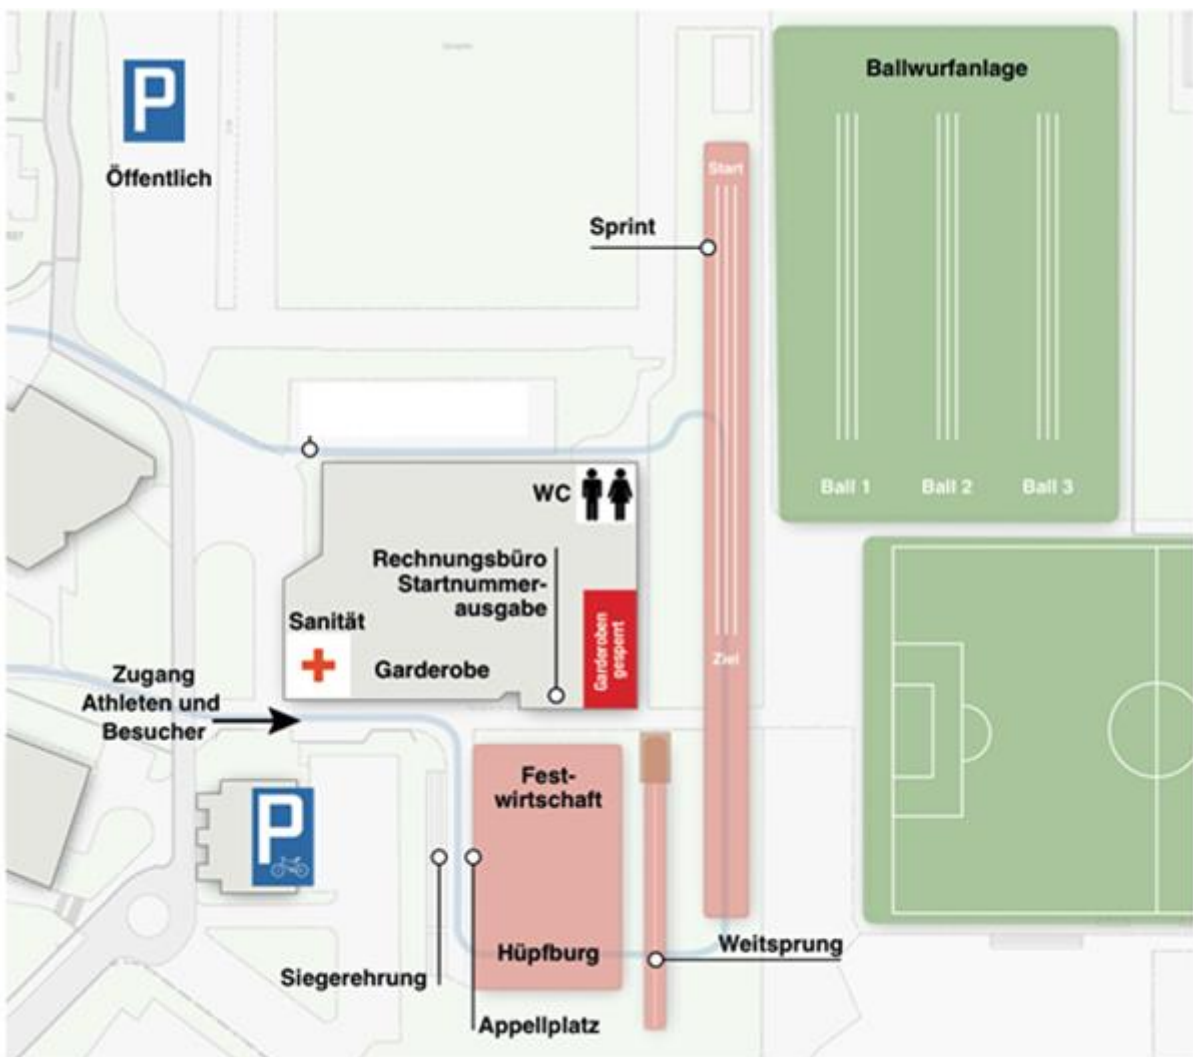 Ballwurfanlage
P
Öffentlich
Start
Sprint
Ball 1
Ball 2
Ball 3
WC
Rechnungsbüro
Startnummer-
ausgabe
Garderoben
gesperrt
Sanität
Garderobe
Ziel
Zugang
Athleten und
Besucher
Fest-
wirtschaft
P
Hüpfburg
Weitsprung
Siegerehrung
Appellplatz